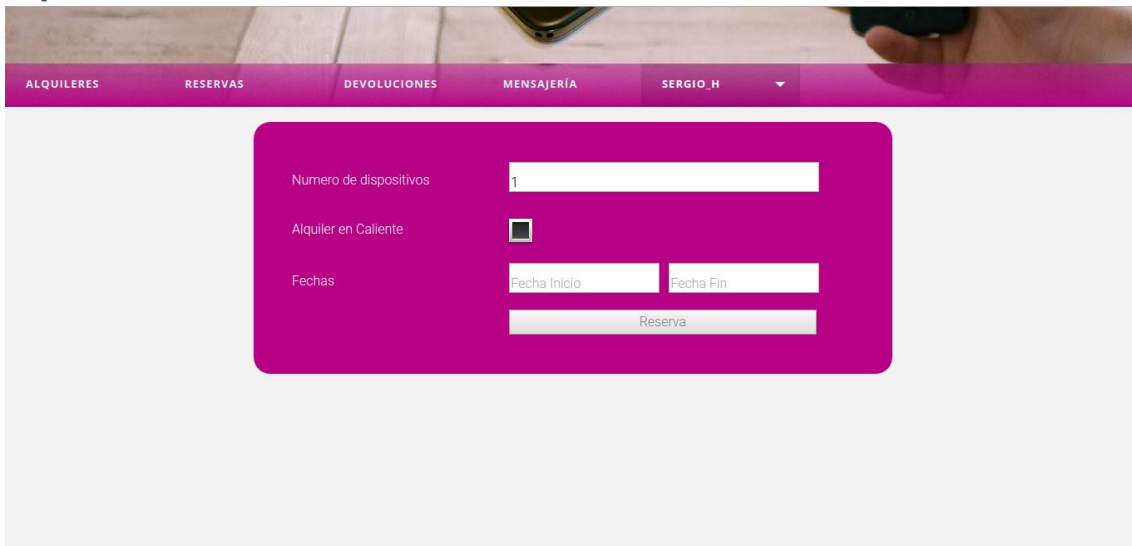 ALQUILERES RESERVAS DEVOLUCIONES MENSAJERÍA SERGIO_H
Numero de dispositivos 1
Alquiler en Caliente
Fechas Fecha Inicio Fecha Fin
Reserva